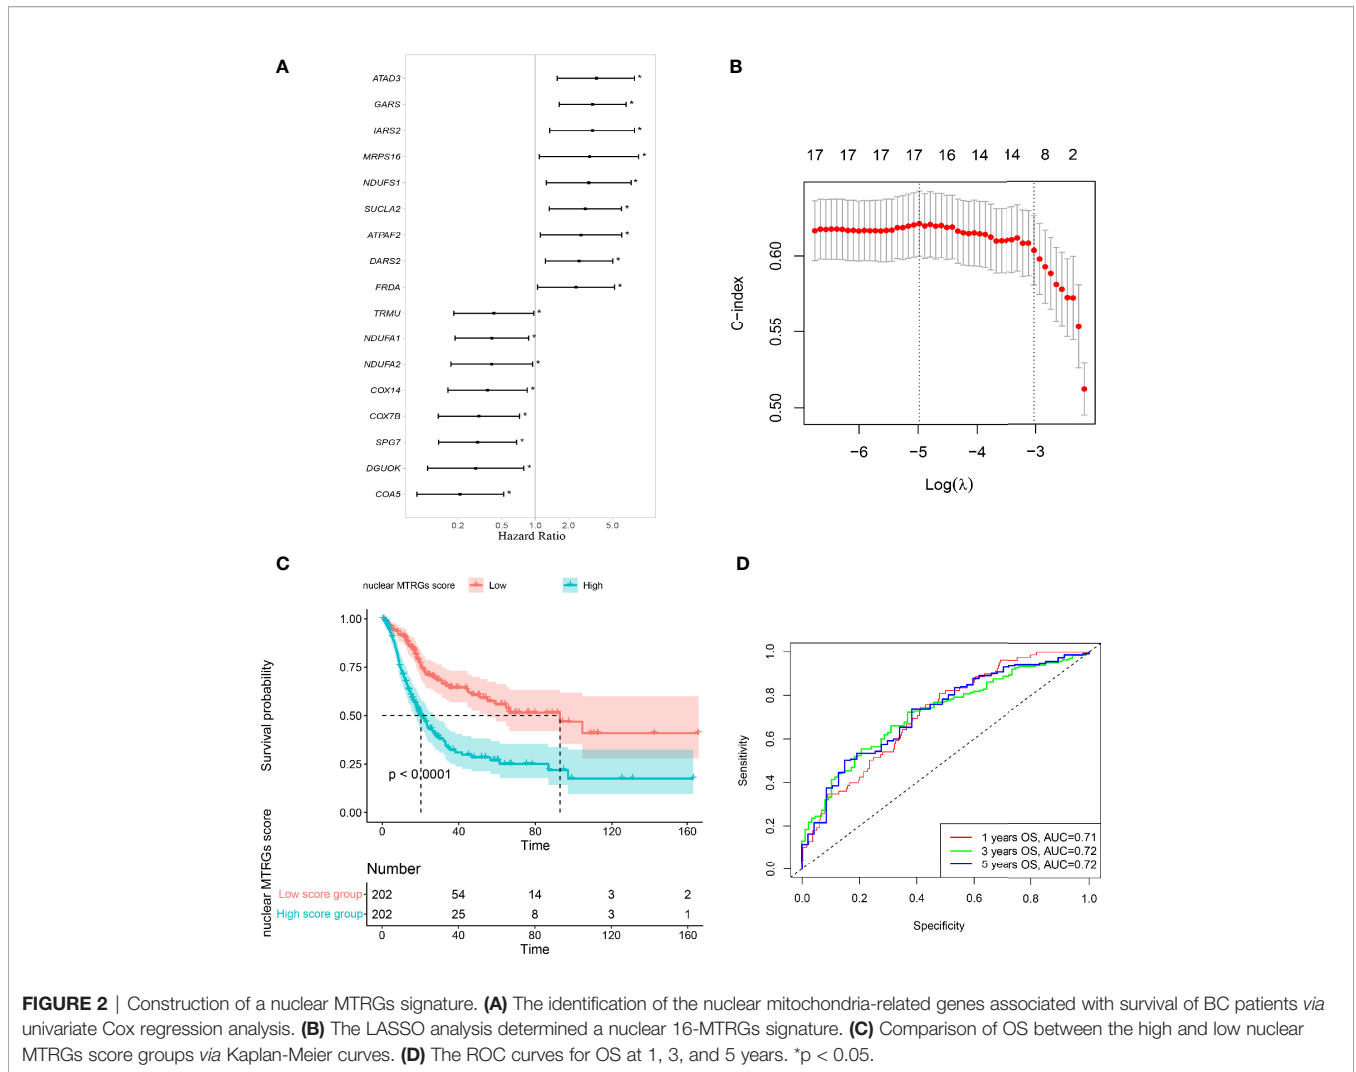 A
ATAD3
GARS
IARS2
MRPS16
NDUFS1
SUCLA2
ATPAF2
DARS2
FRDA
TRMU
NDUFA1
NDUFA2
COX14
COX7B
SPG7
DGUOK
COA5
* * * * * * * * * * * * * * * * *
0.2 0.5 1.0 2.0 5.0
Hazard Ratio
B
17 17 17 17 16 14 14 8 2
C-index
0.60
0.55
0.50
−6 −5 −4 −3
Log(λ)
C
nuclear MTRGs score Low High
Survival probability
1.00
0.75
0.50
0.25
0.00
p < 0.0001
0 40 80 120 160
Time
nuclear MTRGs score
Number
Low score group 202 54 14 3 2
High score group 202 25 8 3 1
0 40 80 120 160
Time
D
Sensitivity
1.0
0.8
0.6
0.4
0.2
0.0
1 years OS, AUC=0.71
3 years OS, AUC=0.72
5 years OS, AUC=0.72
0.0 0.2 0.4 0.6 0.8 1.0
Specificity
FIGURE 2 | Construction of a nuclear MTRGs signature. (A) The identification of the nuclear mitochondria-related genes associated with survival of BC patients via
univariate Cox regression analysis. (B) The LASSO analysis determined a nuclear 16-MTRGs signature. (C) Comparison of OS between the high and low nuclear
MTRGs score groups via Kaplan-Meier curves. (D) The ROC curves for OS at 1, 3, and 5 years. *p < 0.05.